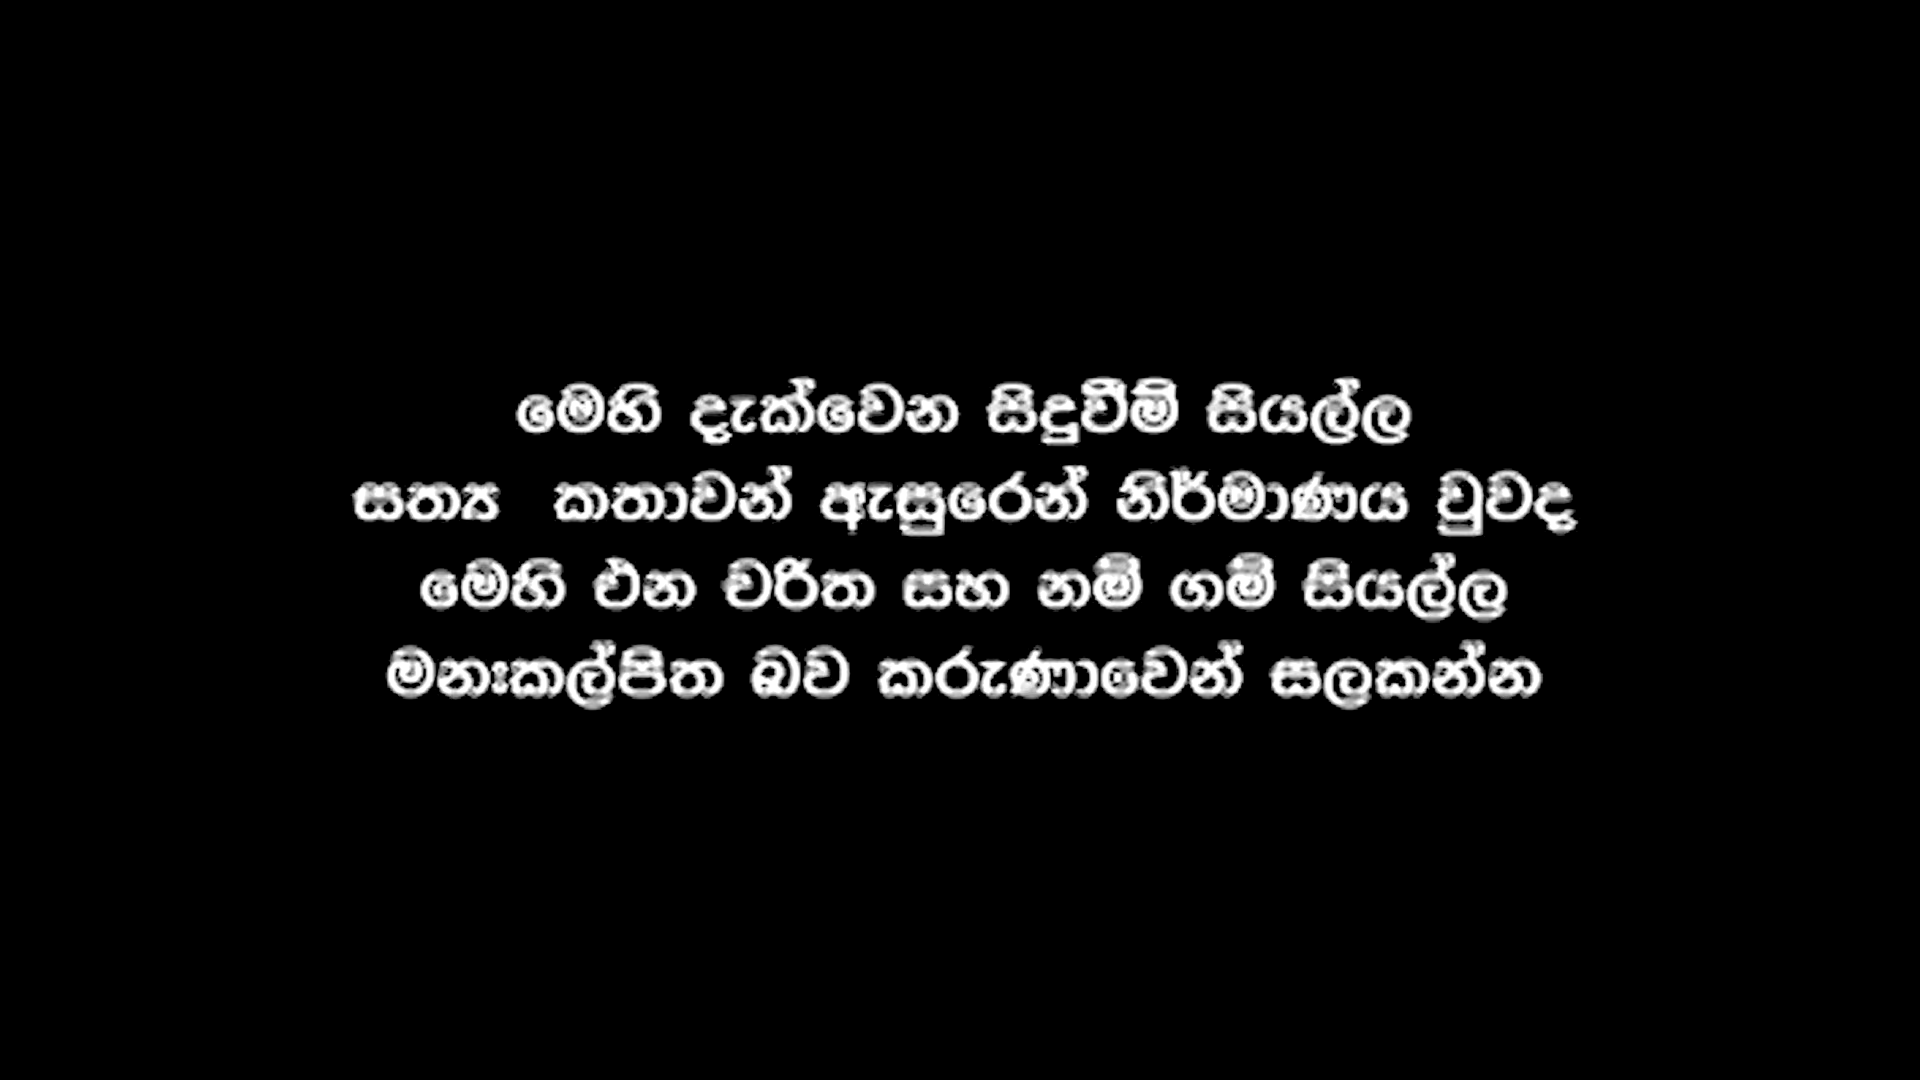 මෙහි දැක්වෙන සිදුවීම් සියල්ල
සත්‍ය කතාවන් ඇසුරෙන් නිර්මාණය වුවද
මෙහි එන චරිත සහ නම් ගම් සියල්ල
මනඃකල්පිත බව කරුණාවෙන් සලකන්න